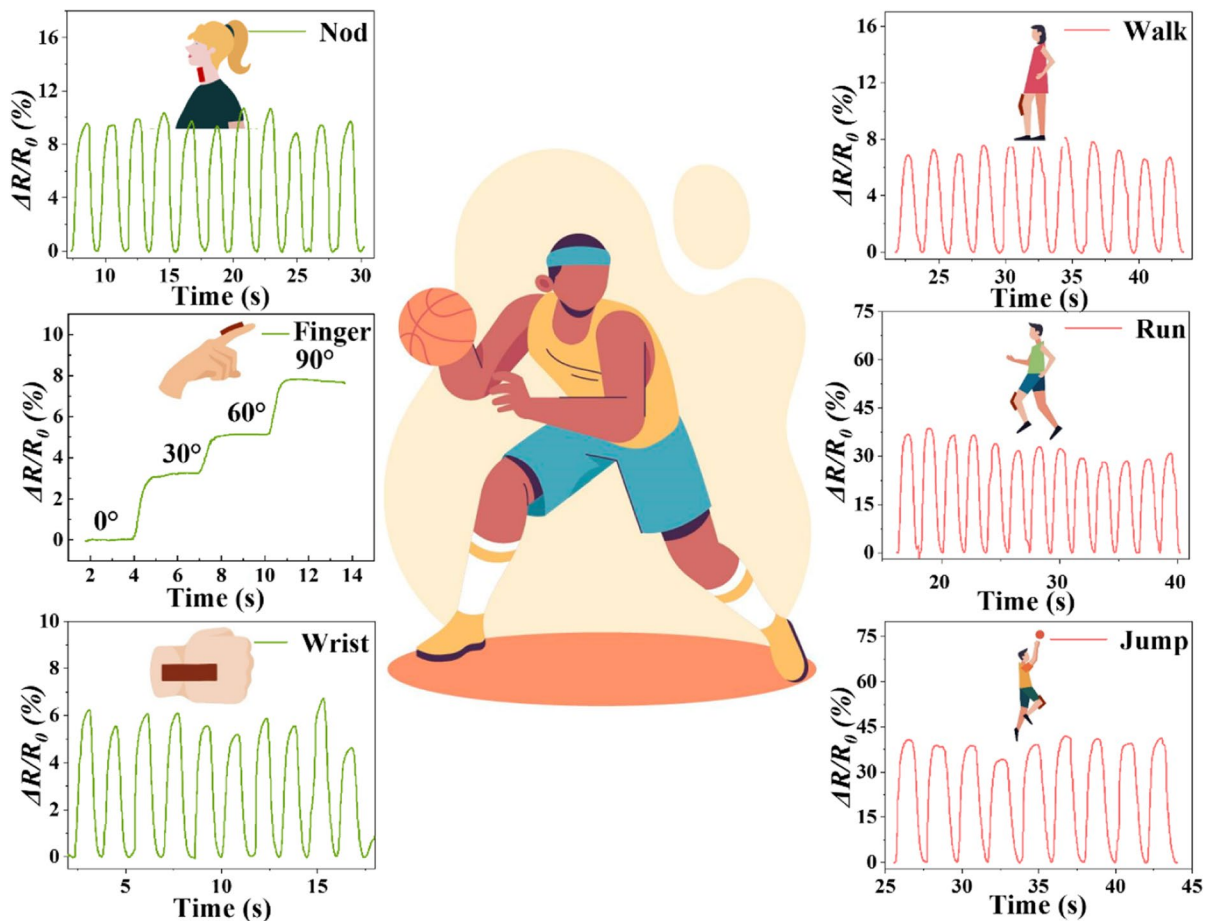 Nod
ΔR/R₀ (%)
16
12
8
4
0
10 15 20 25 30
Time (s)
Finger
ΔR/R₀ (%)
10
8
6
4
2
0
0°
30°
60°
90°
2 4 6 8 10 12 14
Time (s)
Wrist
ΔR/R₀ (%)
10
8
6
4
2
0
5 10 15
Time (s)
Walk
ΔR/R₀ (%)
16
12
8
4
0
25 30 35 40
Time (s)
Run
ΔR/R₀ (%)
75
60
45
30
15
0
20 30 40
Time (s)
Jump
ΔR/R₀ (%)
75
60
45
30
15
0
25 30 35 40 45
Time (s)